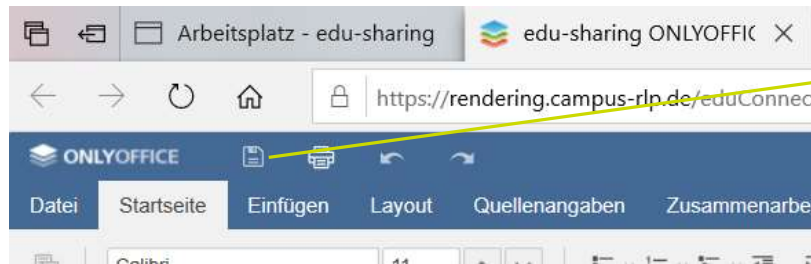 Arbeitsplatz - edu-sharing edu-sharing ONLYOFFIC
https://rendering.campus-rlp.de/eduConnec
ONLYOFFICE
Datei Startseite Einfügen Layout Quellenangaben Zusammenarbe
Calibri 11